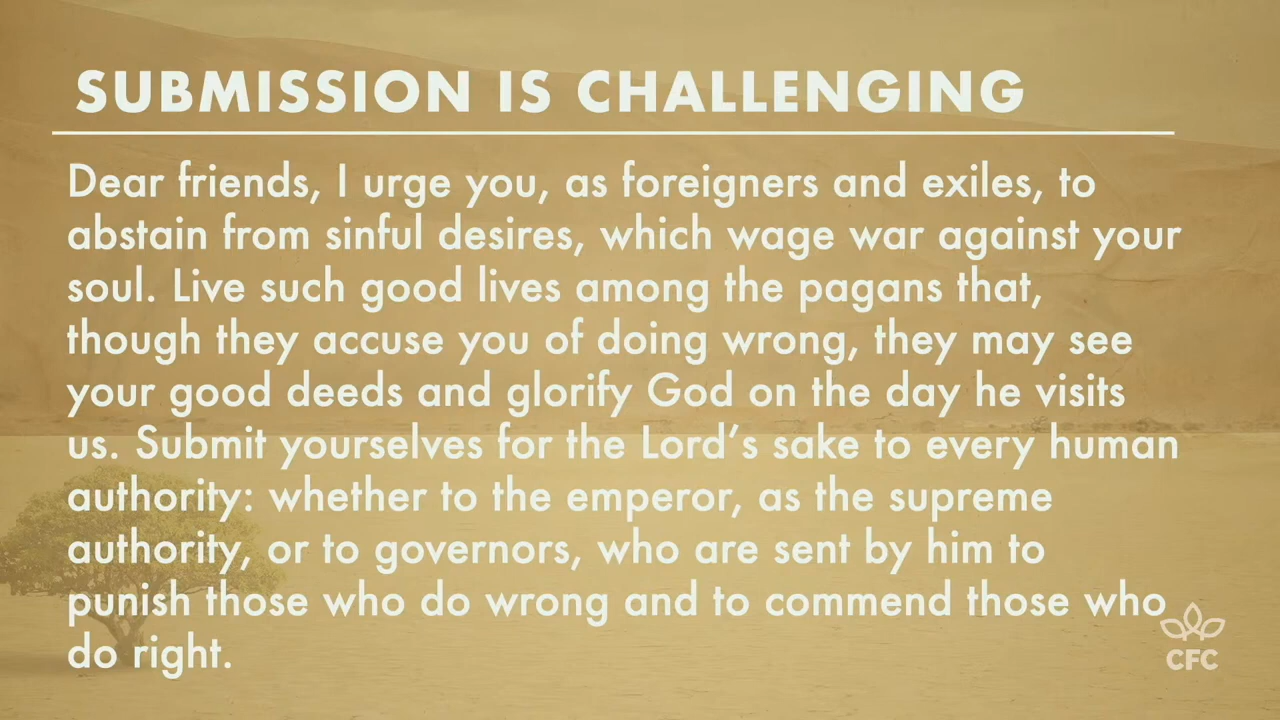 SUBMISSION IS CHALLENGING
Dear friends, I urge you, as foreigners and exiles, to
abstain from sinful desires, which wage war against your
soul. Live such good lives among the pagans that,
though they accuse you of doing wrong, they may see
your good deeds and glorify God on the day he visits
us. Submit yourselves for the Lord’s sake to every human
authority: whether to the emperor, as the supreme
authority, or to governors, who are sent by him to
punish those who do wrong and to commend those who
do right.
CFC